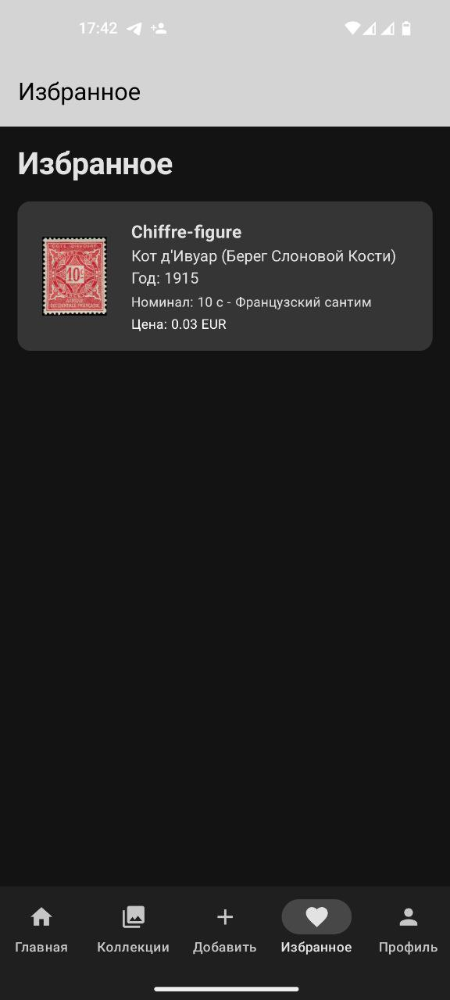 17:42
Избранное
Избранное
Chiffre-figure
Кот д'Ивуар (Берег Слоновой Кости)
Год: 1915
Номинал: 10 c - Французский сантим
Цена: 0.03 EUR
COTE D'IVOIRE
10c
AFRIQUE
OCCIDENTALE FRANÇAISE
Главная
Коллекции
Добавить
Избранное
Профиль